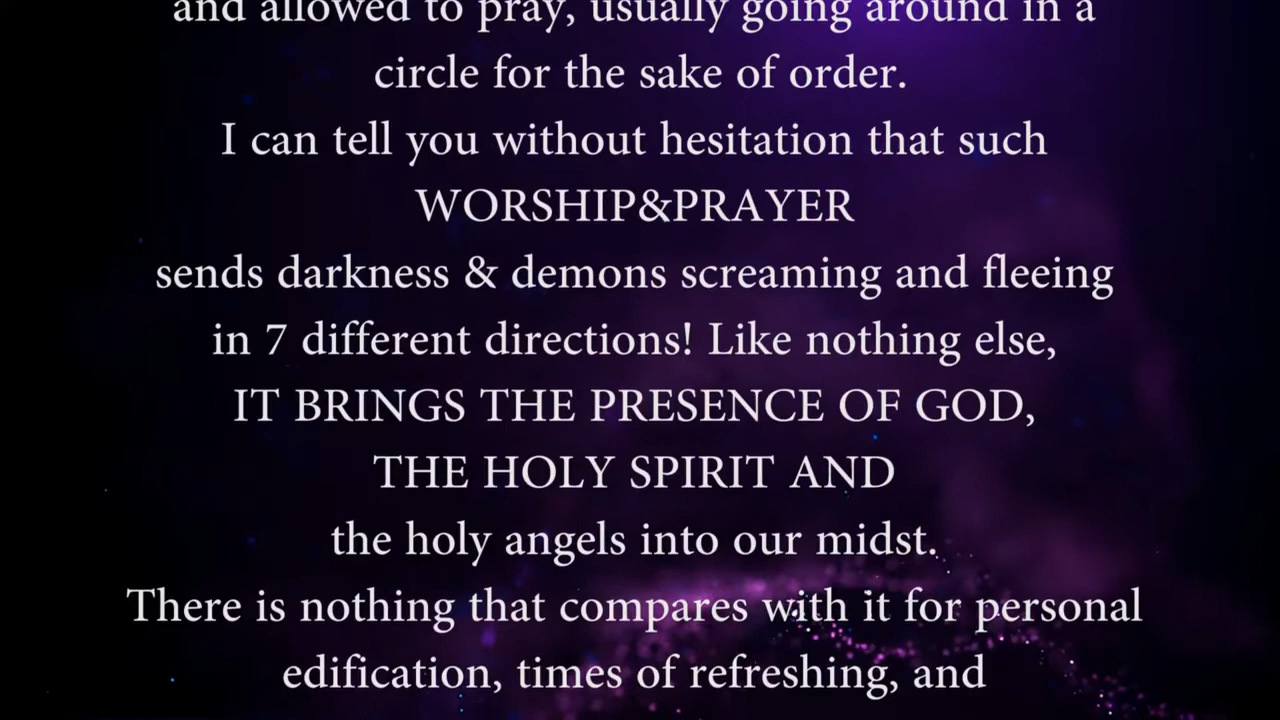 and allowed to pray, usually going around in a
circle for the sake of order.
I can tell you without hesitation that such
WORSHIP&PRAYER
sends darkness & demons screaming and fleeing
in 7 different directions! Like nothing else,
IT BRINGS THE PRESENCE OF GOD,
THE HOLY SPIRIT AND
the holy angels into our midst.
There is nothing that compares with it for personal
edification, times of refreshing, and